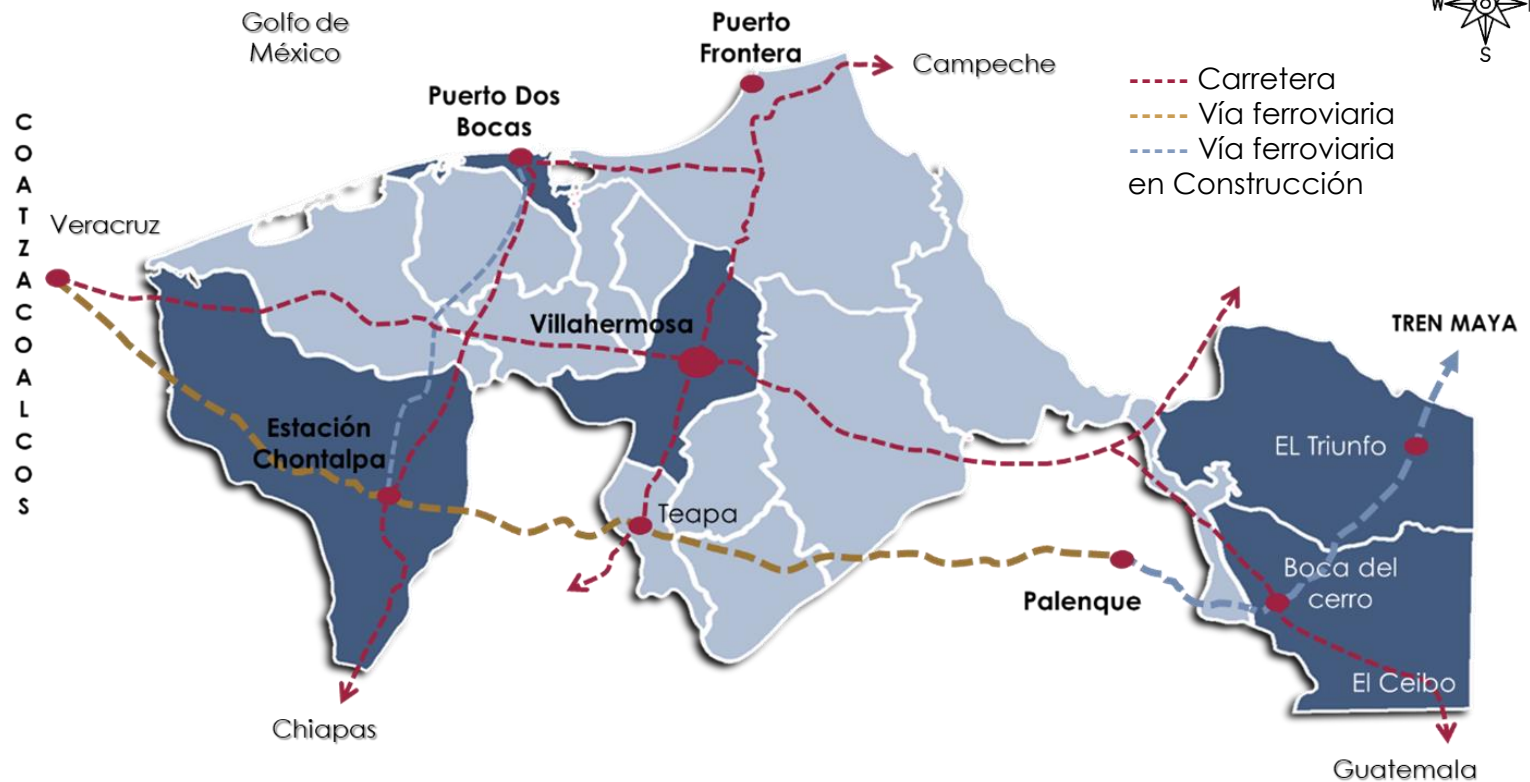 Golfo de
México
Puerto
Frontera
Campeche
W
S
Carretera
Vía ferroviaria
Vía ferroviaria
en Construcción
Puerto Dos
Bocas
COATZACOALCOS
Veracruz
Villahermosa
TREN MAYA
Estación
Chontalpa
EL Triunfo
Teapa
Boca del
cerro
Palenque
El Ceibo
Chiapas
Guatemala